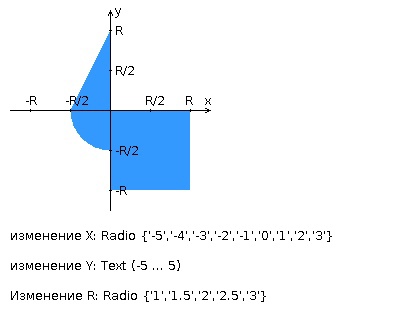 y
R
R/2
-R -R/2 R/2 R x
-R/2
-R
изменение X: Radio {'-5','-4','-3','-2','-1','0','1','2','3'}
изменение Y: Text (-5 ... 5)
Изменение R: Radio {'1','1.5','2','2.5','3'}